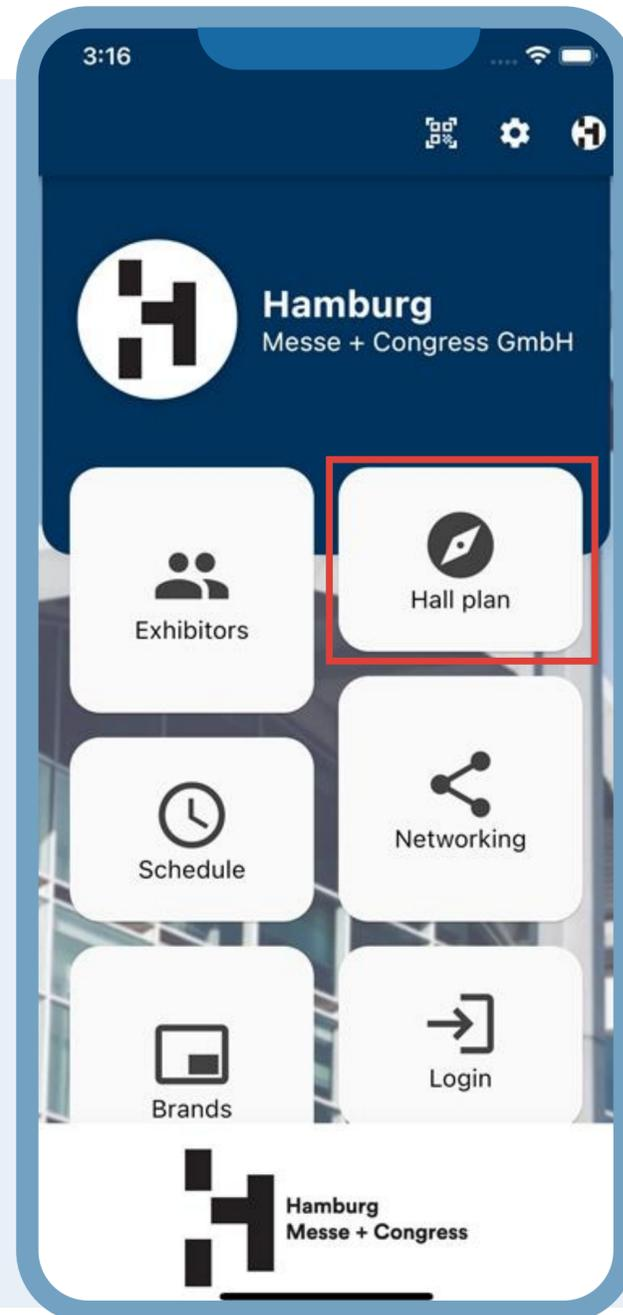 3:16
Hamburg
Messe + Congress GmbH
Exhibitors
Hall plan
Schedule
Networking
Brands
Login
Hamburg
Messe + Congress